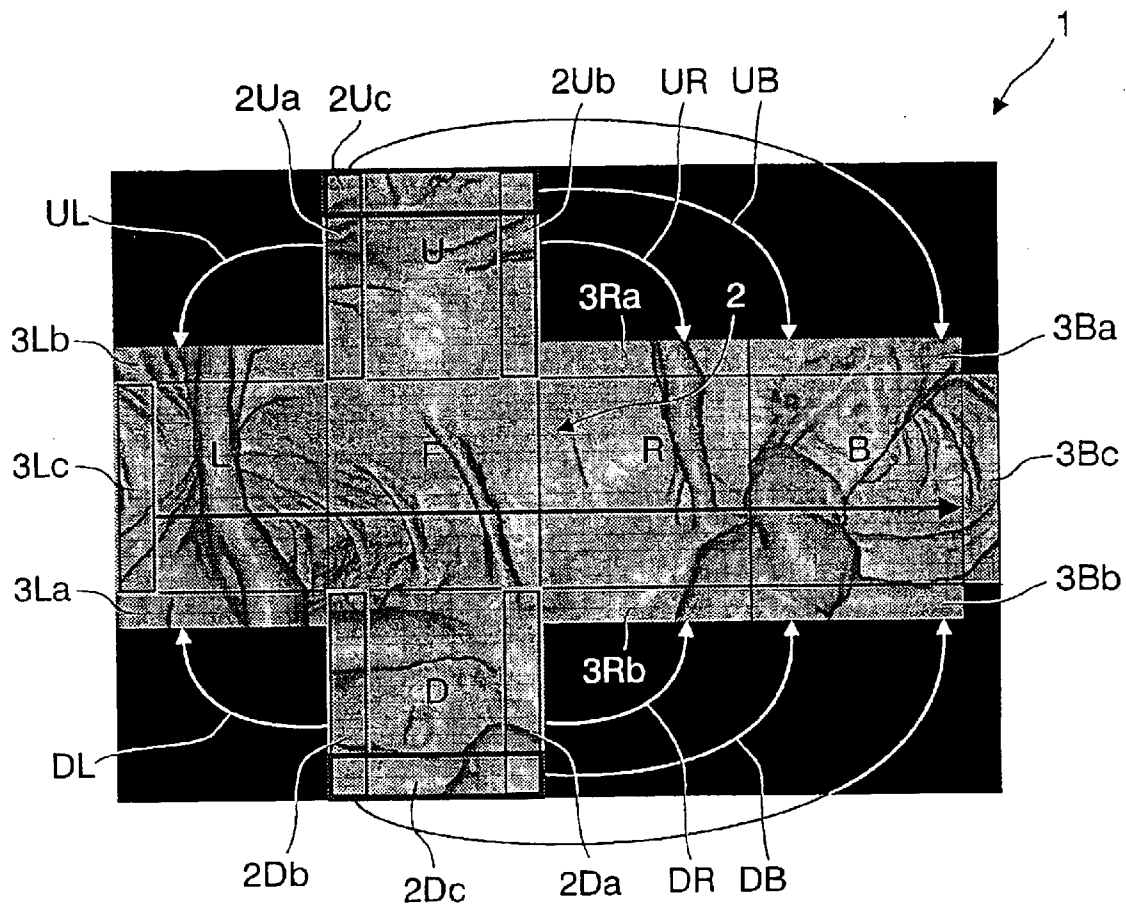 1
2Ua 2Uc 2Ub UR UB
UL
U
3Ra 2
3Lb 3Ba
L F R B
3Lc 3Bc
3La 3Bb
3Rb
D
DL
2Db 2Dc 2Da DR DB